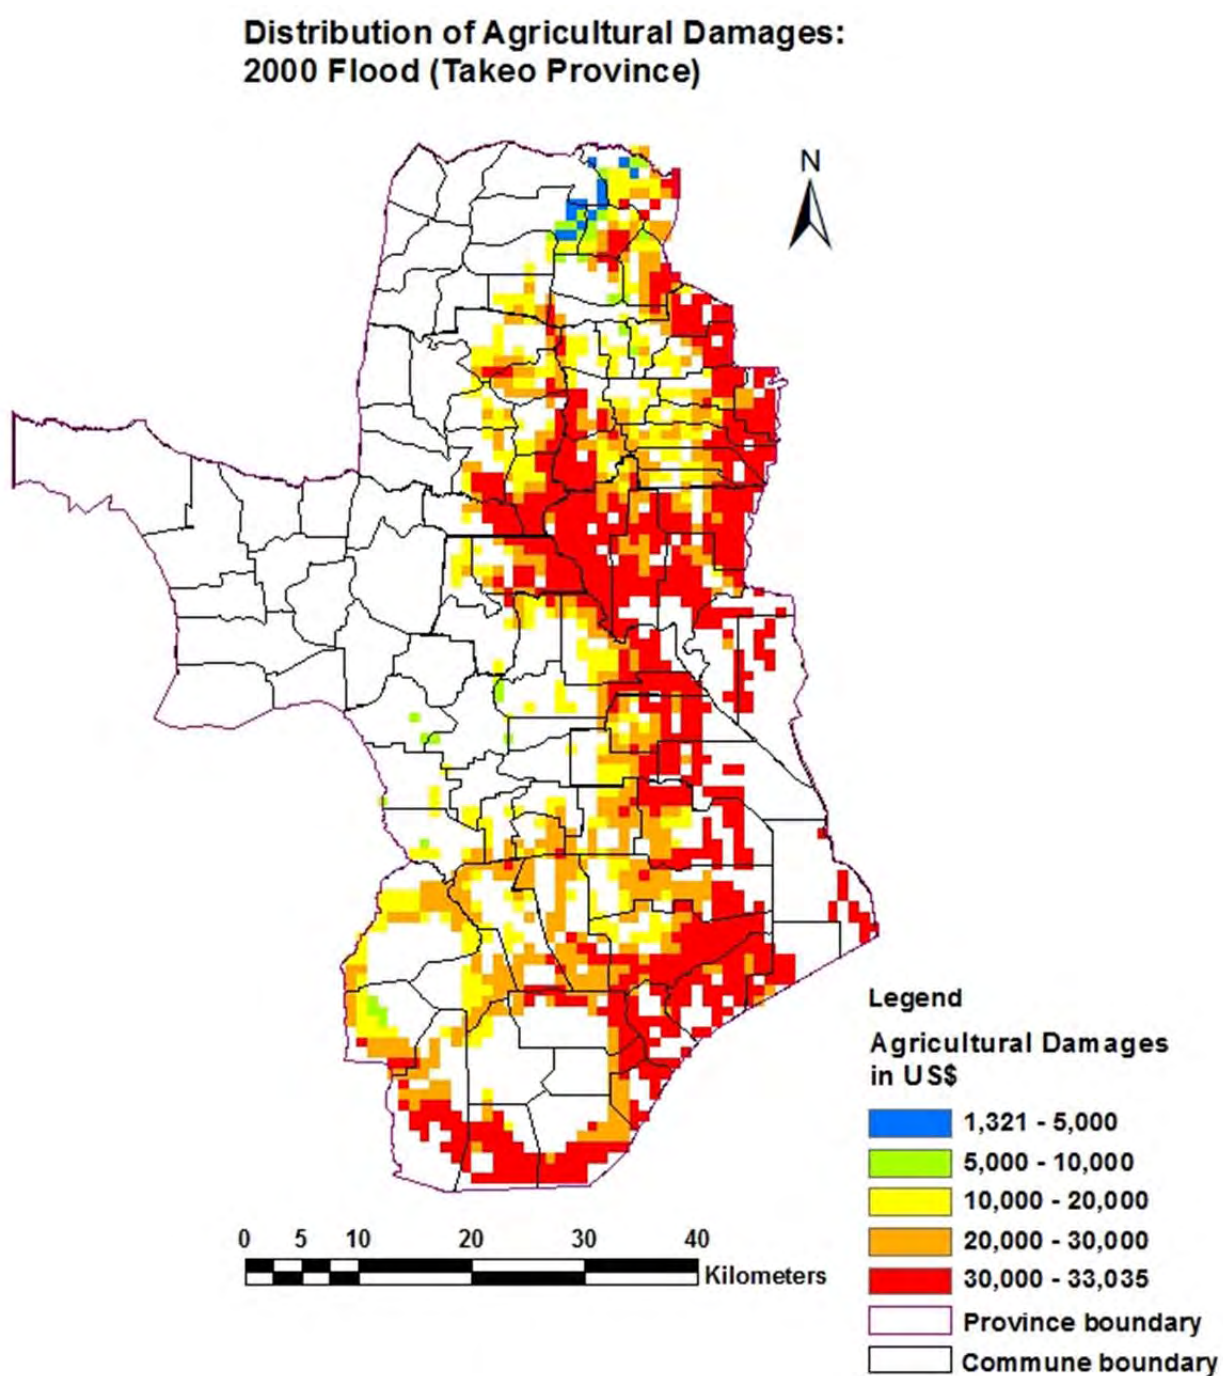 Distribution of Agricultural Damages:
2000 Flood (Takeo Province)
N
Legend
Agricultural Damages
in US$
1,321 - 5,000
5,000 - 10,000
10,000 - 20,000
20,000 - 30,000
30,000 - 33,035
Province boundary
Commune boundary
0 5 10 20 30 40
Kilometers